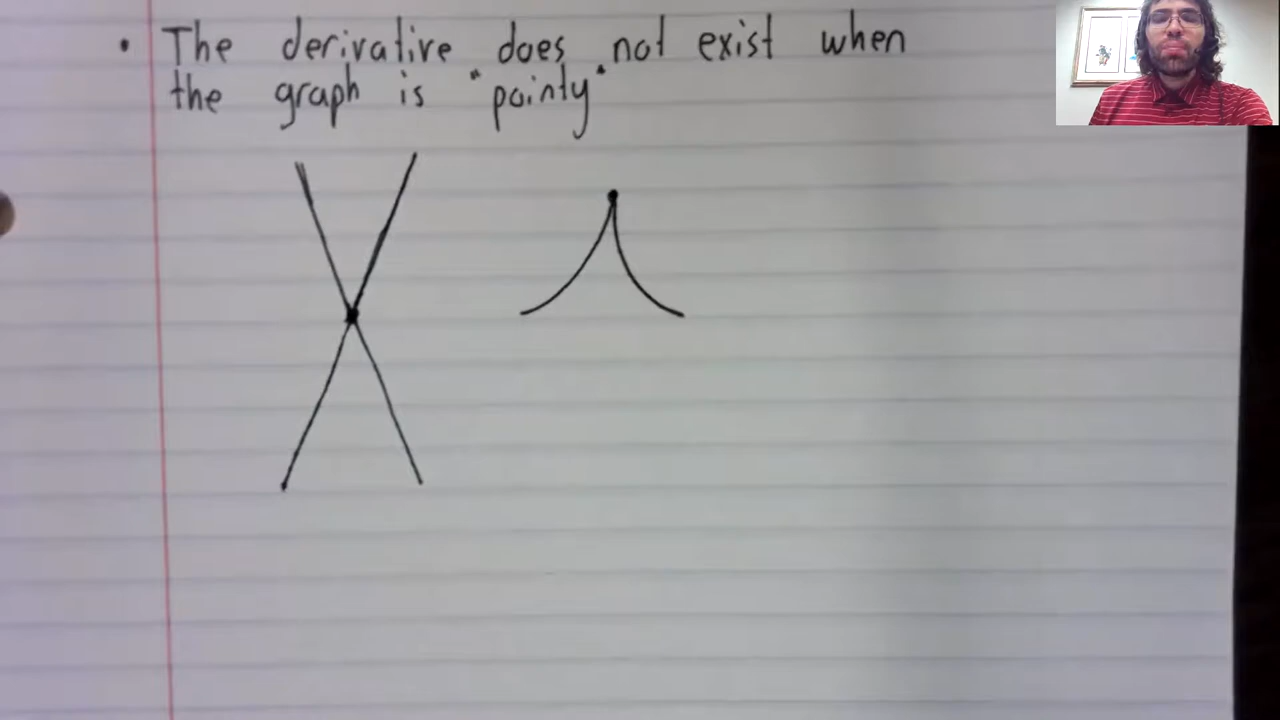 • The derivative does not exist when
the graph is "pointy"